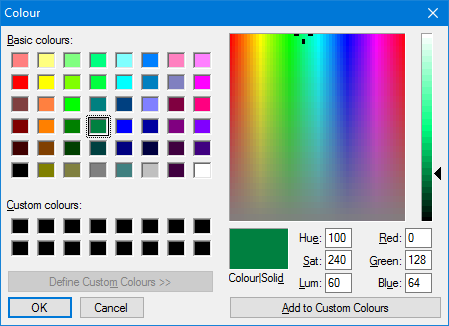 Colour
Basic colours:
Custom colours:
Define Custom Colours >>
OK
Cancel
Colour|Solid
Hue: 100
Sat: 240
Lum: 60
Red: 0
Green: 128
Blue: 64
Add to Custom Colours